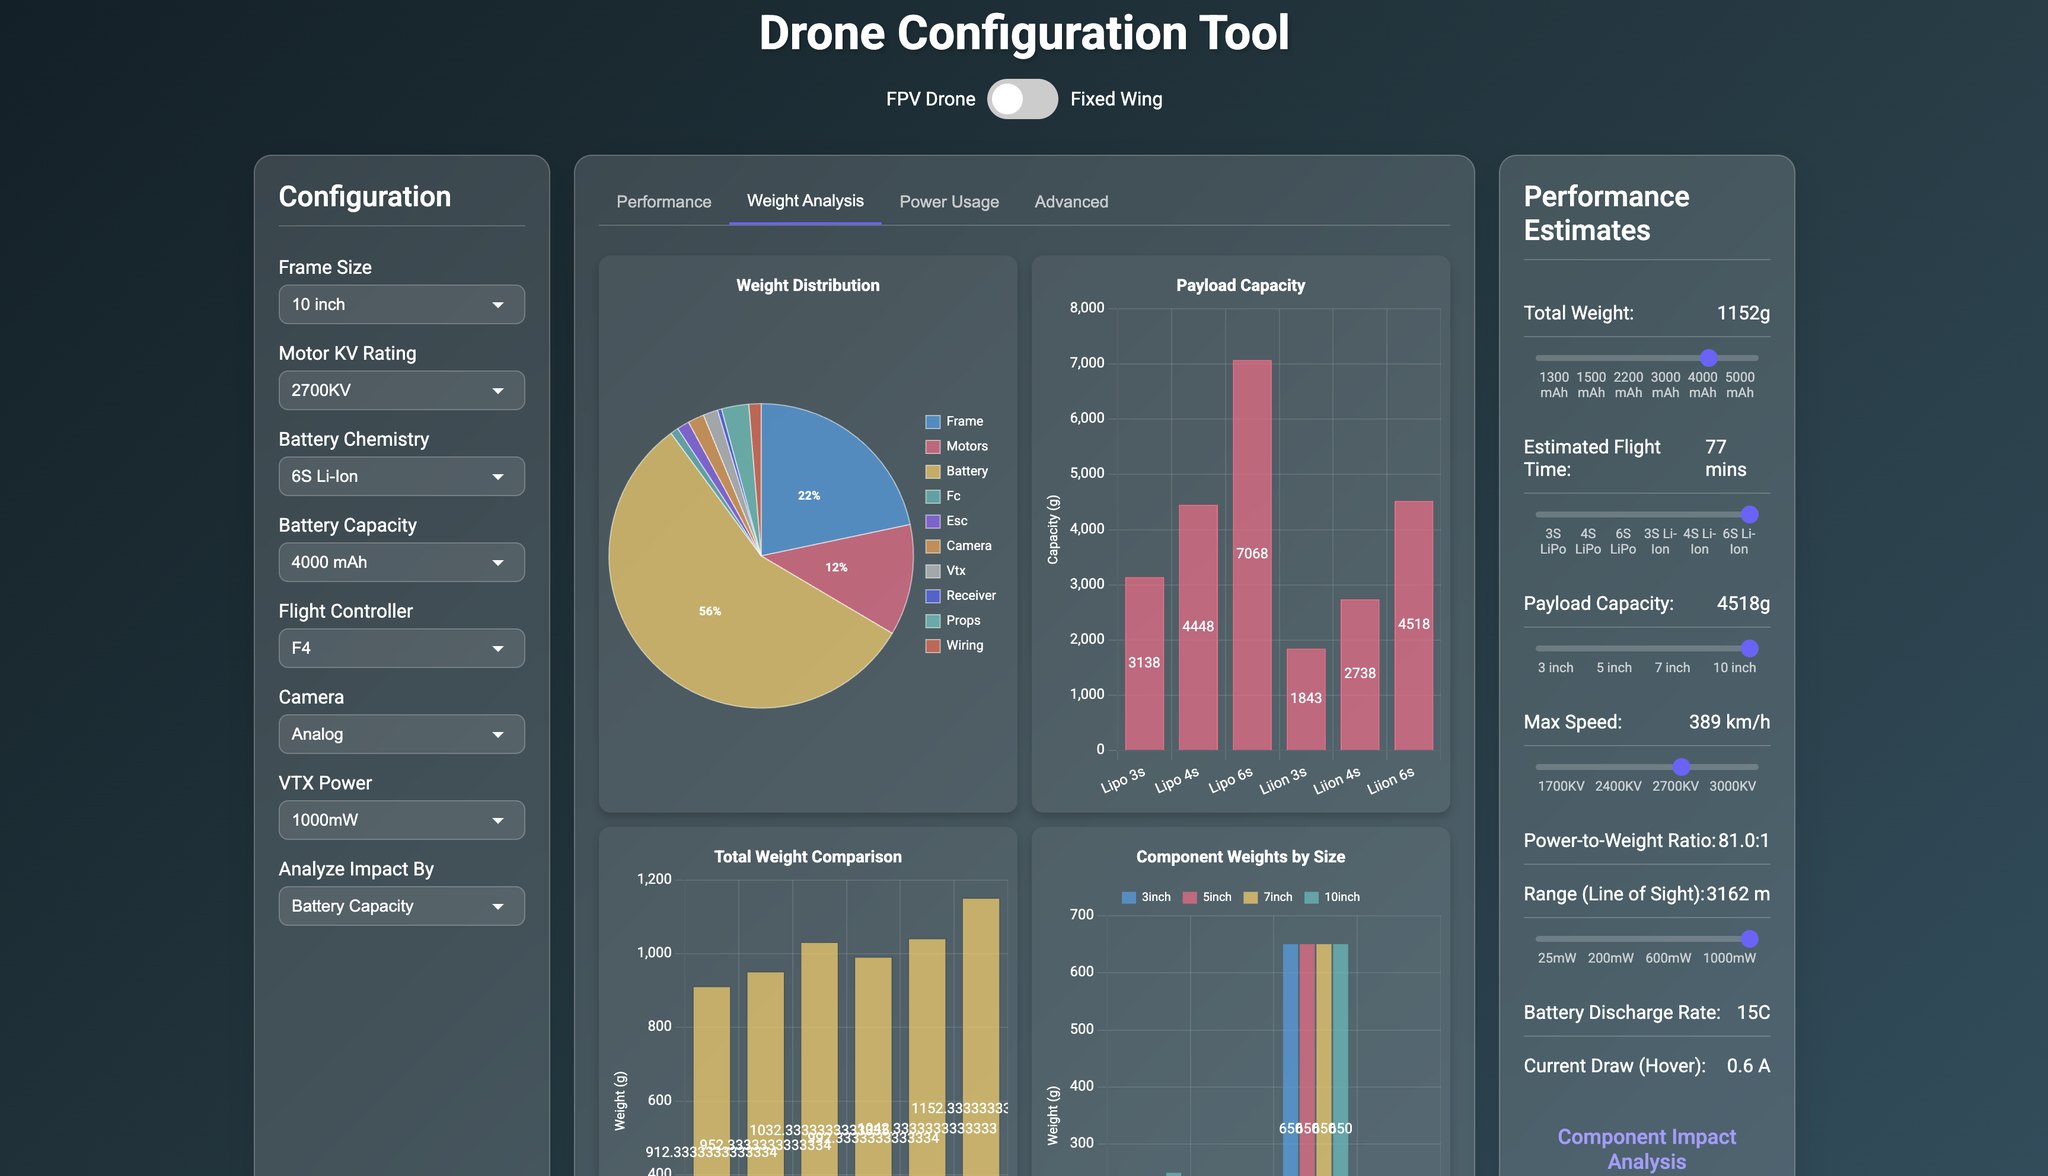 Drone Configuration Tool
FPV Drone
Fixed Wing
Configuration
Frame Size
10 inch
Motor KV Rating
2700KV
Battery Chemistry
6S Li-Ion
Battery Capacity
4000 mAh
Flight Controller
F4
Camera
Analog
VTX Power
1000mW
Analyze Impact By
Battery Capacity
Performance
Weight Analysis
Power Usage
Advanced
Weight Distribution
22%
12%
56%
Frame
Motors
Battery
Fc
Esc
Camera
Vtx
Receiver
Props
Wiring
Payload Capacity
Capacity (g)
8,000
7,000
6,000
5,000
4,000
3,000
2,000
1,000
0
3138
4448
7068
1843
2738
4518
Lipo 3s
Lipo 4s
Lipo 6s
Liion 3s
Liion 4s
Liion 6s
Total Weight Comparison
Weight (g)
1,200
1,000
800
600
400
912.3333333333334
952.3333333333334
992.3333333333334
Component Weights by Size
3inch
5inch
7inch
10inch
Weight (g)
700
600
500
400
300
650
Performance
Estimates
Total Weight: 1152g
1300 mAh
1500 mAh
2200 mAh
3000 mAh
4000 mAh
5000 mAh
Estimated Flight
Time:
77
mins
3S
LiPo
4S
LiPo
6S
LiPo
3S Li-
Ion
4S Li-
Ion
6S Li-
Ion
Payload Capacity: 4518g
3 inch
5 inch
7 inch
10 inch
Max Speed: 389 km/h
1700KV
2400KV
2700KV
3000KV
Power-to-Weight Ratio: 81.0:1
Range (Line of Sight): 3162 m
25mW
200mW
600mW
1000mW
Battery Discharge Rate: 15C
Current Draw (Hover): 0.6 A
Component Impact
Analysis